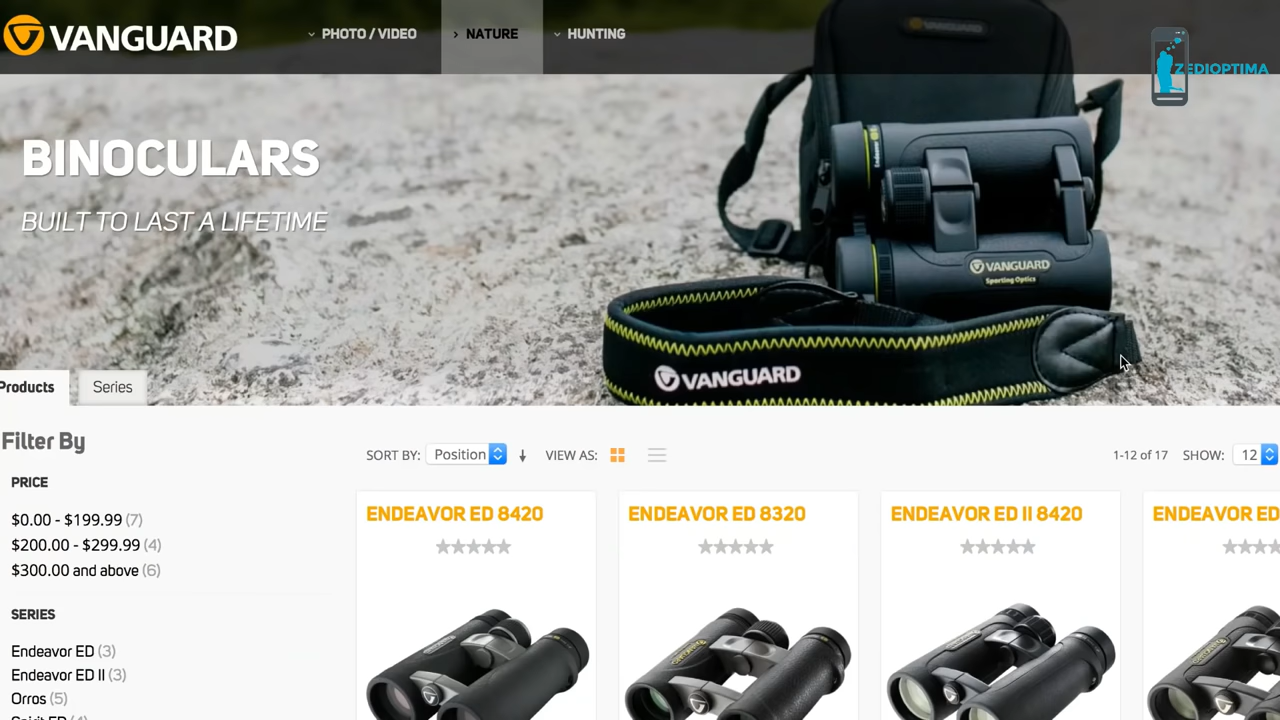 VANGUARD
PHOTO / VIDEO
NATURE
HUNTING
ZEDIOPTIMA
BINOCULARS
BUILT TO LAST A LIFETIME
VANGUARD
Sporting Optics
VANGUARD
Products
Series
Filter By
SORT BY: Position
VIEW AS:
1-12 of 17
SHOW: 12
PRICE
$0.00 - $199.99 (7)
$200.00 - $299.99 (4)
$300.00 and above (6)
SERIES
Endeavor ED (3)
Endeavor ED II (3)
Orros (5)
ENDEAVOR ED 8420
ENDEAVOR ED 8320
ENDEAVOR ED II 8420
ENDEAVOR ED